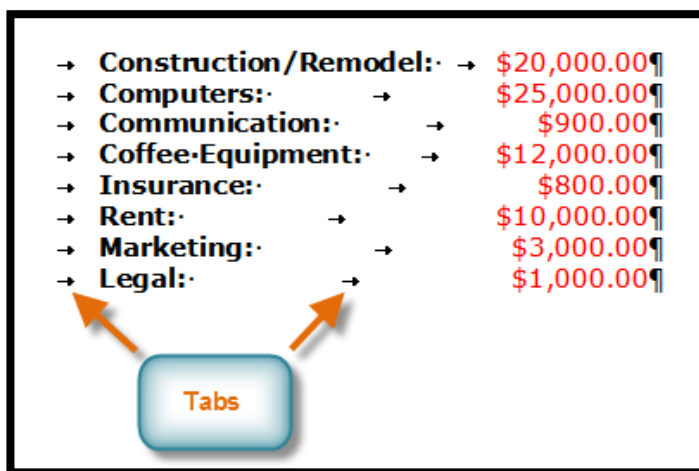 → Construction/Remodel:· → $20,000.00¶
→ Computers:· → $25,000.00¶
→ Communication:· → $900.00¶
→ Coffee·Equipment:· → $12,000.00¶
→ Insurance:· → $800.00¶
→ Rent:· → $10,000.00¶
→ Marketing:· → $3,000.00¶
→ Legal:· → $1,000.00¶
Tabs